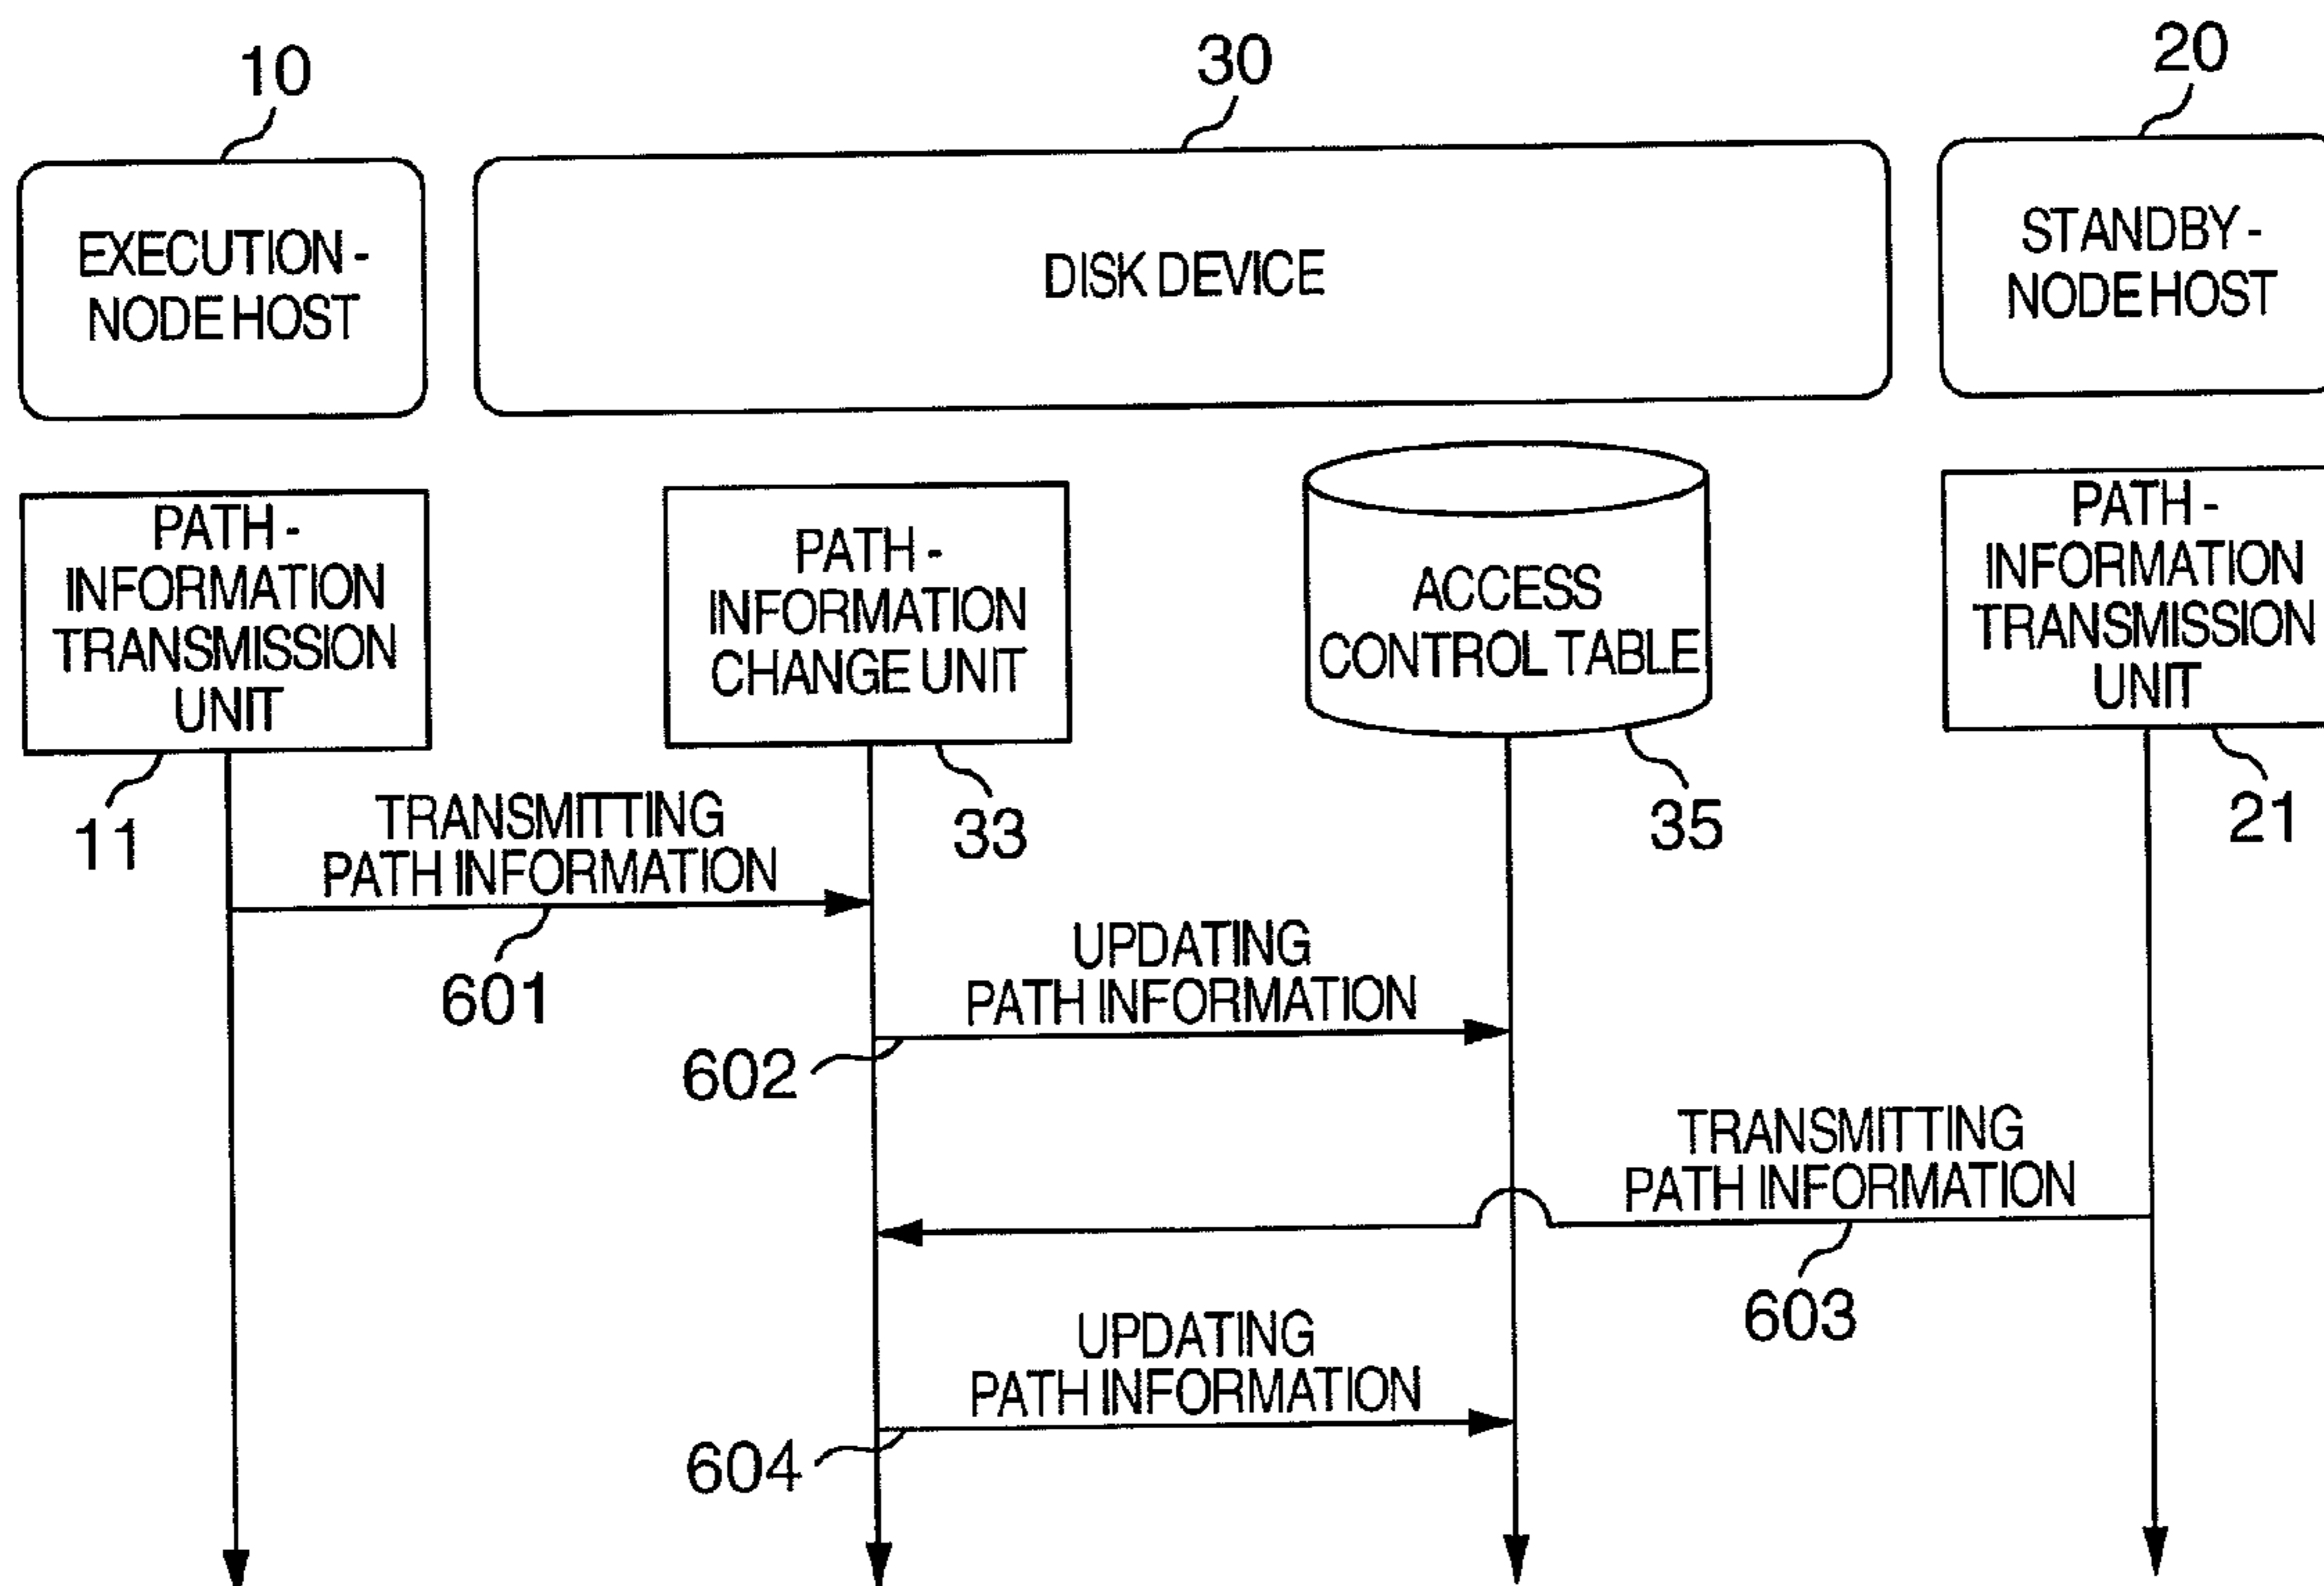 10
30
20
EXECUTION-
NODE HOST
DISK DEVICE
STANDBY-
NODE HOST
PATH-
INFORMATION
TRANSMISSION
UNIT
PATH-
INFORMATION
CHANGE UNIT
ACCESS
CONTROL TABLE
PATH-
INFORMATION
TRANSMISSION
UNIT
11
33
35
21
TRANSMITTING
PATH INFORMATION
601
UPDATING
PATH INFORMATION
602
TRANSMITTING
PATH INFORMATION
603
UPDATING
PATH INFORMATION
604